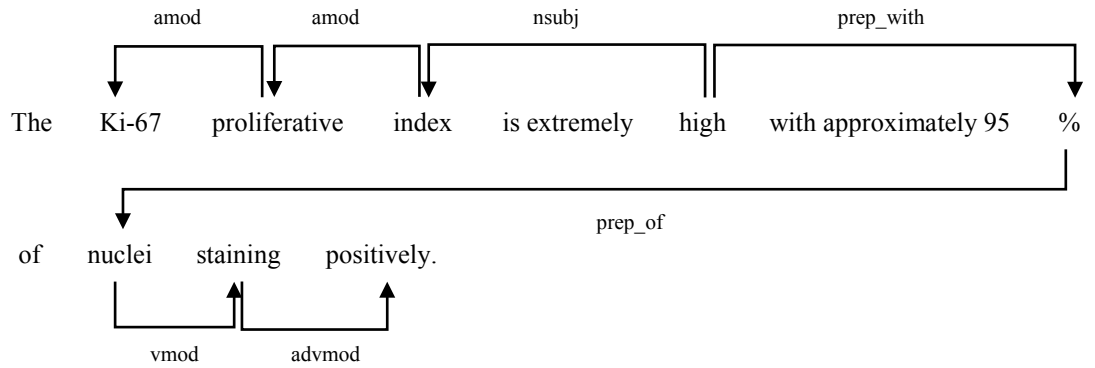 amod amod nsubj prep_with
The Ki-67 proliferative index is extremely high with approximately 95 %
prep_of
of nuclei staining positively.
vmod advmod